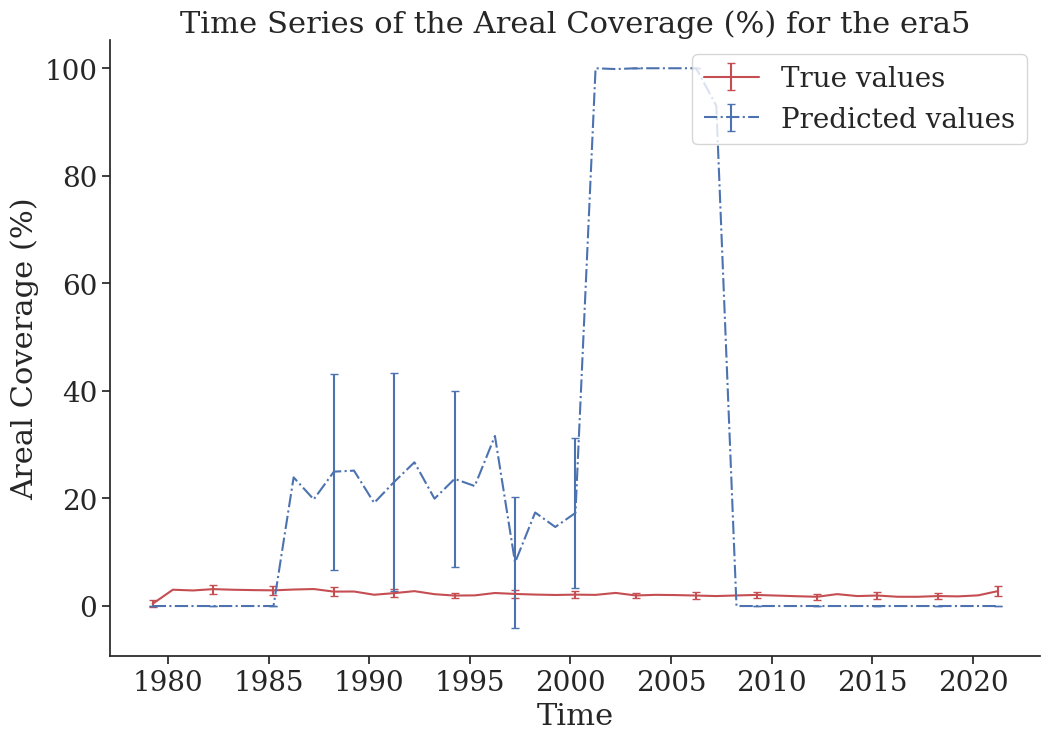 Time Series of the Areal Coverage (%) for the era5
True values
Predicted values
Areal Coverage (%)
100
80
60
40
20
0
1980 1985 1990 1995 2000 2005 2010 2015 2020
Time